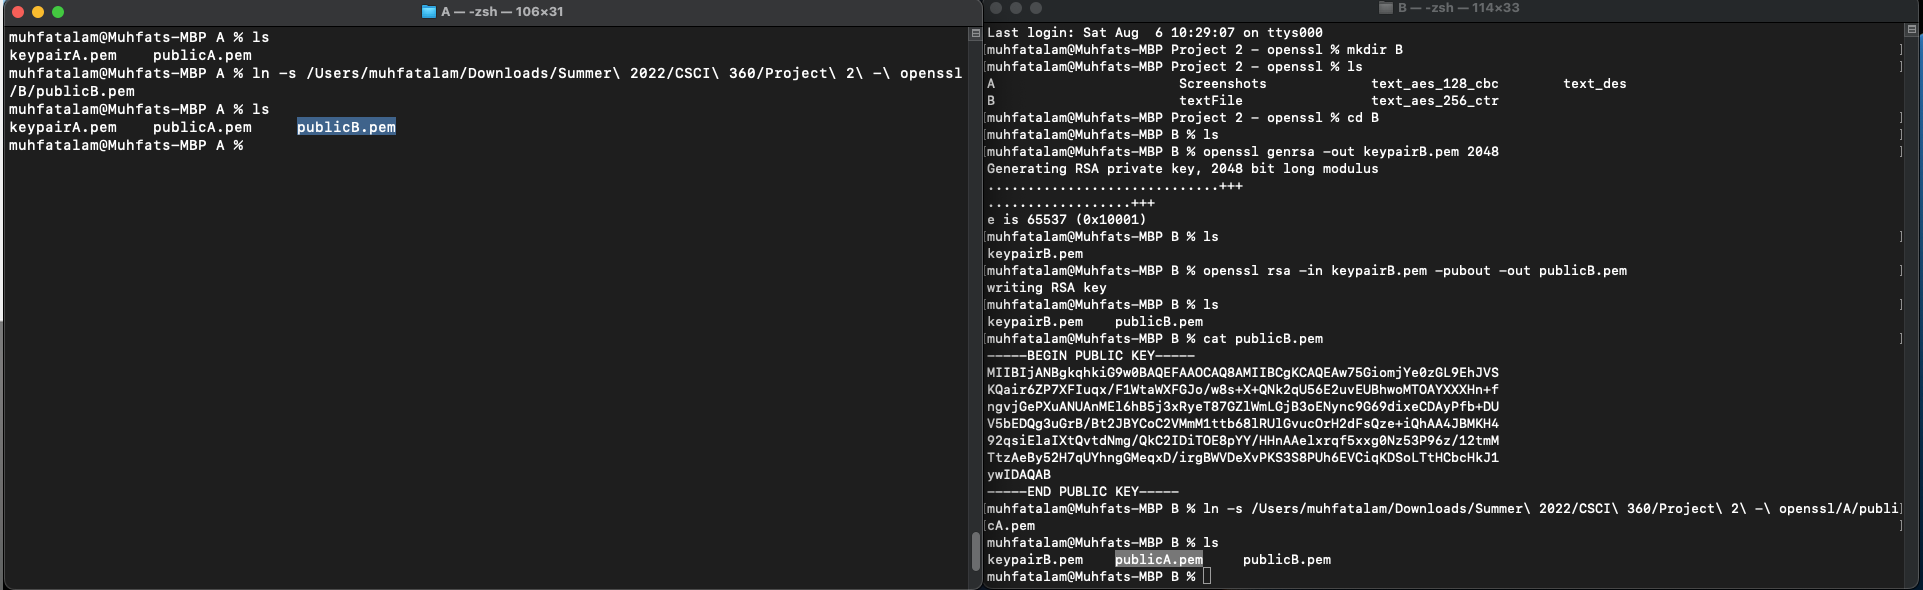 A — -zsh — 106×31
muhfatalam@Muhfats-MBP A % ls
keypairA.pem    publicA.pem
muhfatalam@Muhfats-MBP A % ln -s /Users/muhfatalam/Downloads/Summer\ 2022/CSCI\ 360/Project\ 2\ -\ openssl
/B/publicB.pem
muhfatalam@Muhfats-MBP A % ls
keypairA.pem    publicA.pem     publicB.pem
muhfatalam@Muhfats-MBP A %
B — -zsh — 114×33
Last login: Sat Aug  6 10:29:07 on ttys000
[muhfatalam@Muhfats-MBP Project 2 - openssl % mkdir B ]
[muhfatalam@Muhfats-MBP Project 2 - openssl % ls ]
A                       Screenshots             text_aes_128_cbc        text_des
B                       textFile                text_aes_256_ctr
[muhfatalam@Muhfats-MBP Project 2 - openssl % cd B ]
[muhfatalam@Muhfats-MBP B % ls ]
[muhfatalam@Muhfats-MBP B % openssl genrsa -out keypairB.pem 2048 ]
Generating RSA private key, 2048 bit long modulus
.............................+++
..................+++
e is 65537 (0x10001)
[muhfatalam@Muhfats-MBP B % ls ]
keypairB.pem
[muhfatalam@Muhfats-MBP B % openssl rsa -in keypairB.pem -pubout -out publicB.pem ]
writing RSA key
[muhfatalam@Muhfats-MBP B % ls ]
keypairB.pem    publicB.pem
[muhfatalam@Muhfats-MBP B % cat publicB.pem ]
-----BEGIN PUBLIC KEY-----
MIIBIjANBgkqhkiG9w0BAQEFAAOCAQ8AMIIBCgKCAQEAw75GiomjYe0zGL9EhJVS
KQair6ZP7XFIuqx/F1WtaWXFGJo/w8s+X+QNk2qU56E2uvEUBhwoMTOAYXXXHn+f
ngvjGePXuANUAnMEl6hB5j3xRyeT87GZlWmLGjB3oENync9G69dixeCDAyPfb+DU
V5bEDQg3uGrB/Bt2JBYCoC2VMmM1ttb68lRUlGvucOrH2dFsQze+iQhAA4JBMKH4
92qsiElaIXtQvtdNmg/QkC2IDiTOE8pYY/HHnAAelxrqf5xxg0Nz53P96z/12tmM
TtzAeBy52H7qUYhngGMeqxD/irgBWVDeXvPKS3S8PUh6EVCiqKDSoLTtHCbcHkJ1
ywIDAQAB
-----END PUBLIC KEY-----
[muhfatalam@Muhfats-MBP B % ln -s /Users/muhfatalam/Downloads/Summer\ 2022/CSCI\ 360/Project\ 2\ -\ openssl/A/publi]
[cA.pem ]
muhfatalam@Muhfats-MBP B % ls
keypairB.pem    publicA.pem     publicB.pem
muhfatalam@Muhfats-MBP B %